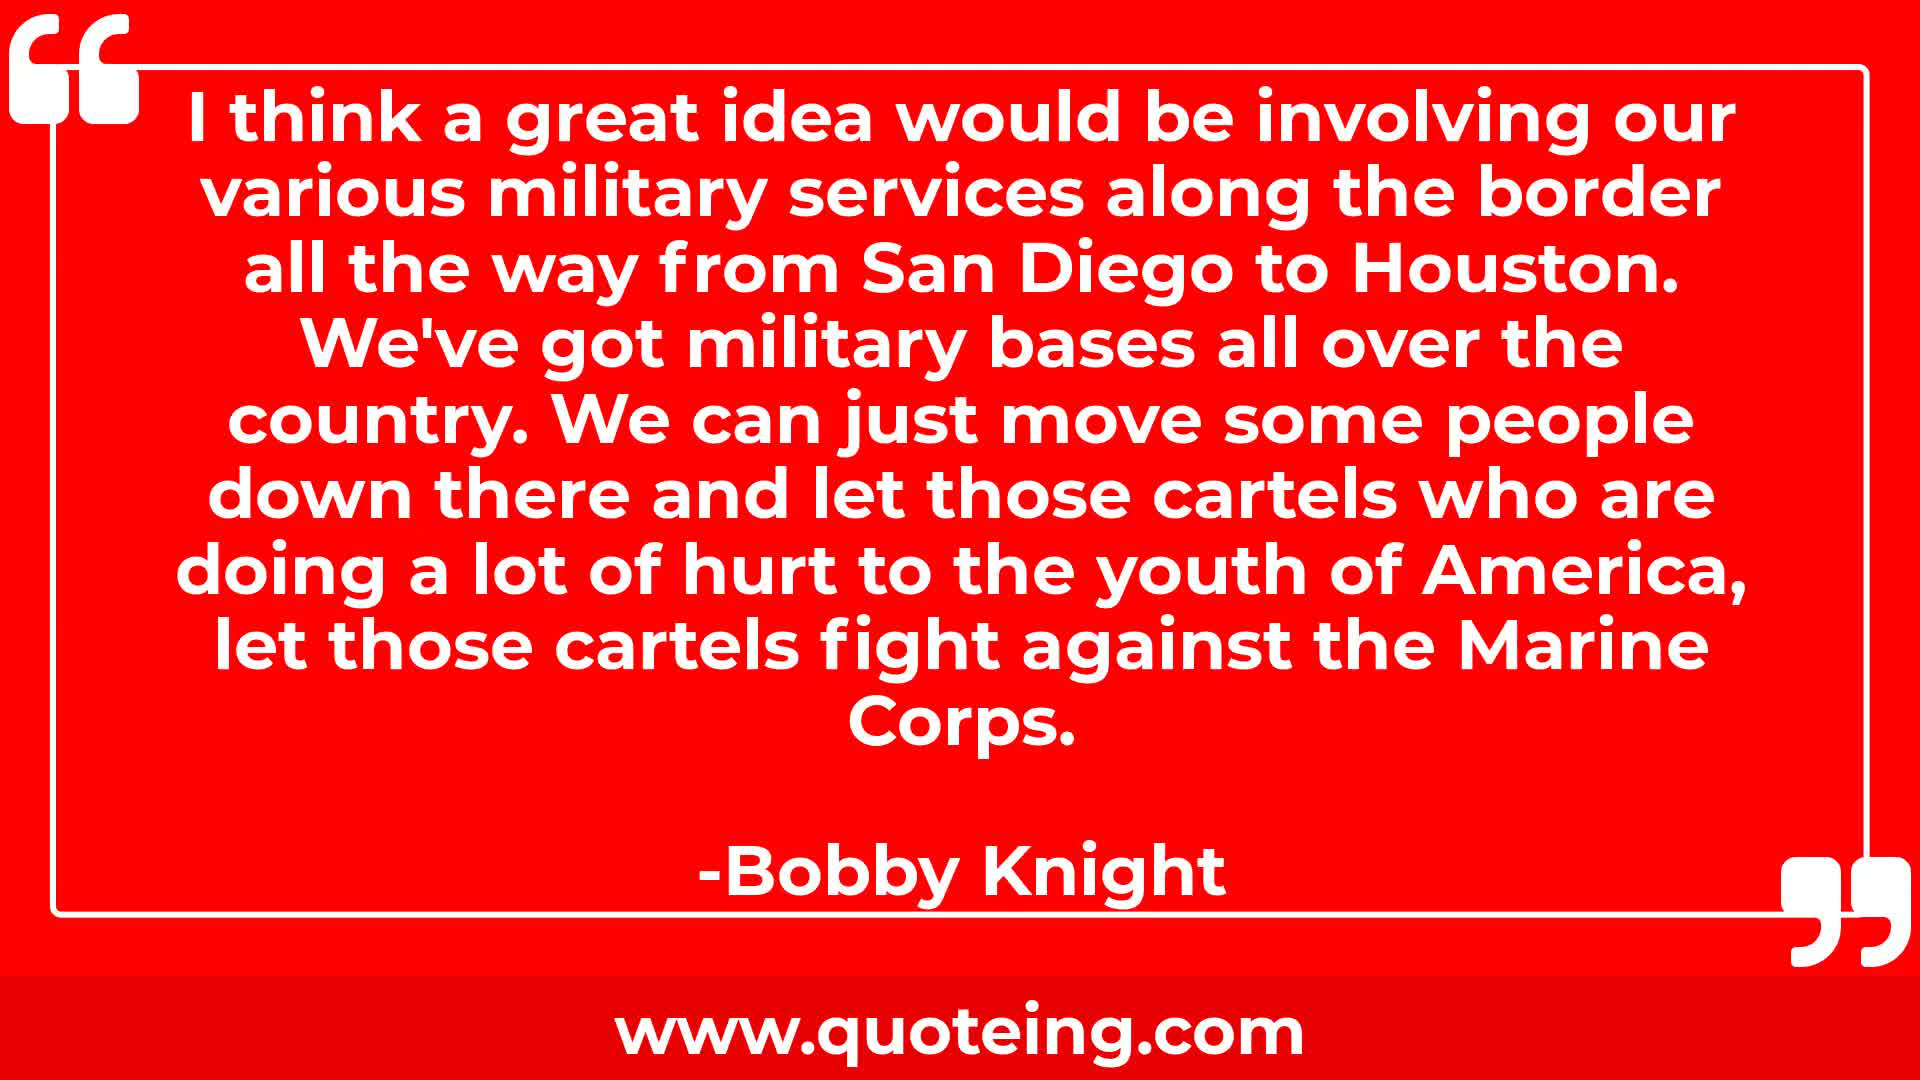 I think a great idea would be involving our
various military services along the border
all the way from San Diego to Houston.
We've got military bases all over the
country. We can just move some people
down there and let those cartels who are
doing a lot of hurt to the youth of America,
let those cartels fight against the Marine
Corps.
-Bobby Knight
www.quoteing.com